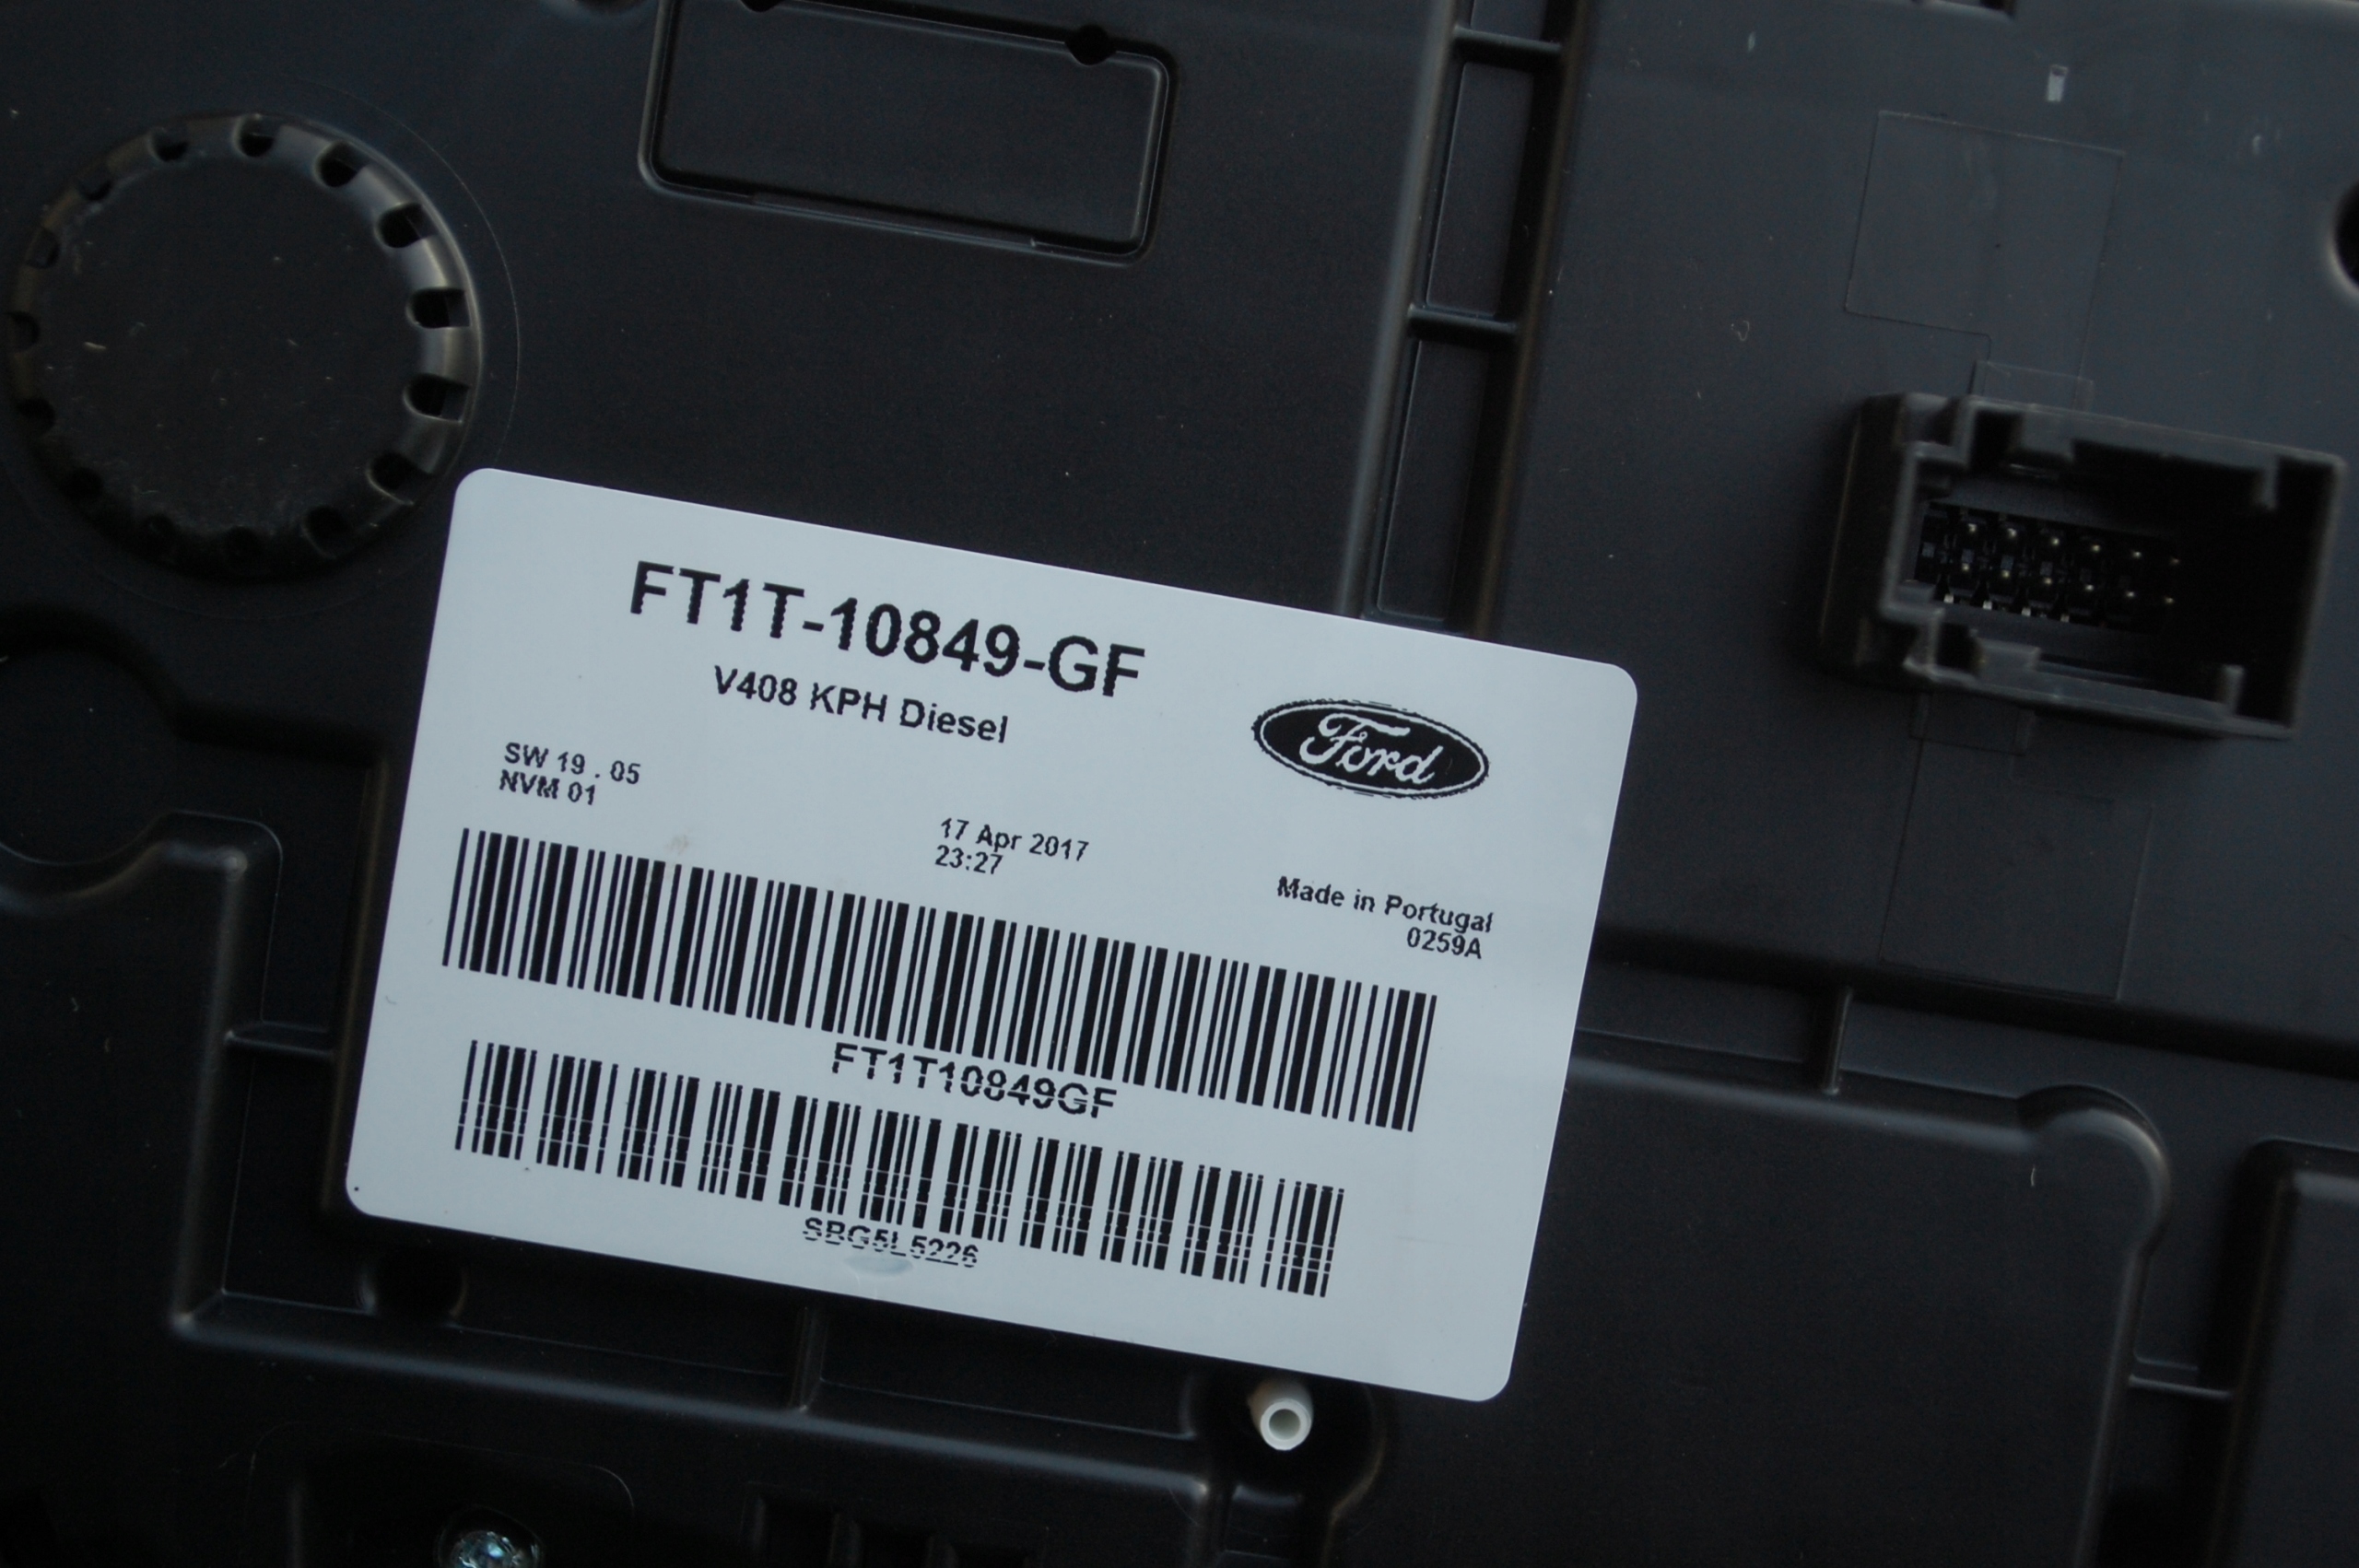 FT1T-10849-GF
V408 KPH Diesel
Ford
SW 19 . 05
NVM 01
17 Apr 2017
23:27
Made in Portugal
0259A
FT1T10849GF
SBG5L5226